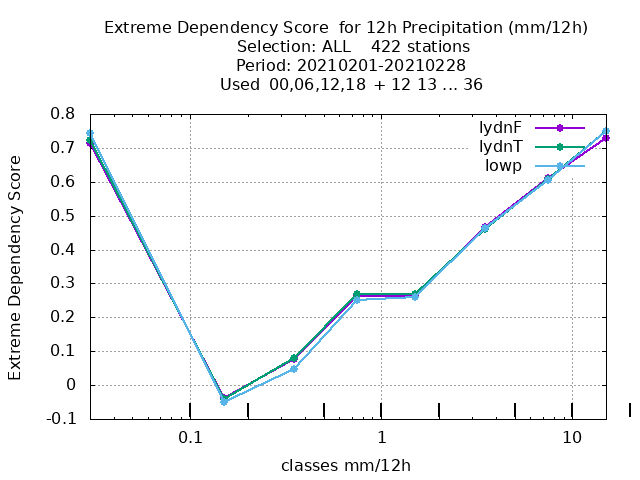 Extreme Dependency Score  for 12h Precipitation (mm/12h)
Selection: ALL    422 stations
Period: 20210201-20210228
Used  00,06,12,18  + 12 13 ... 36
Extreme Dependency Score
0.8
0.7
0.6
0.5
0.4
0.3
0.2
0.1
0
-0.1
lydnF
lydnT
lowp
0.1
1
10
classes mm/12h